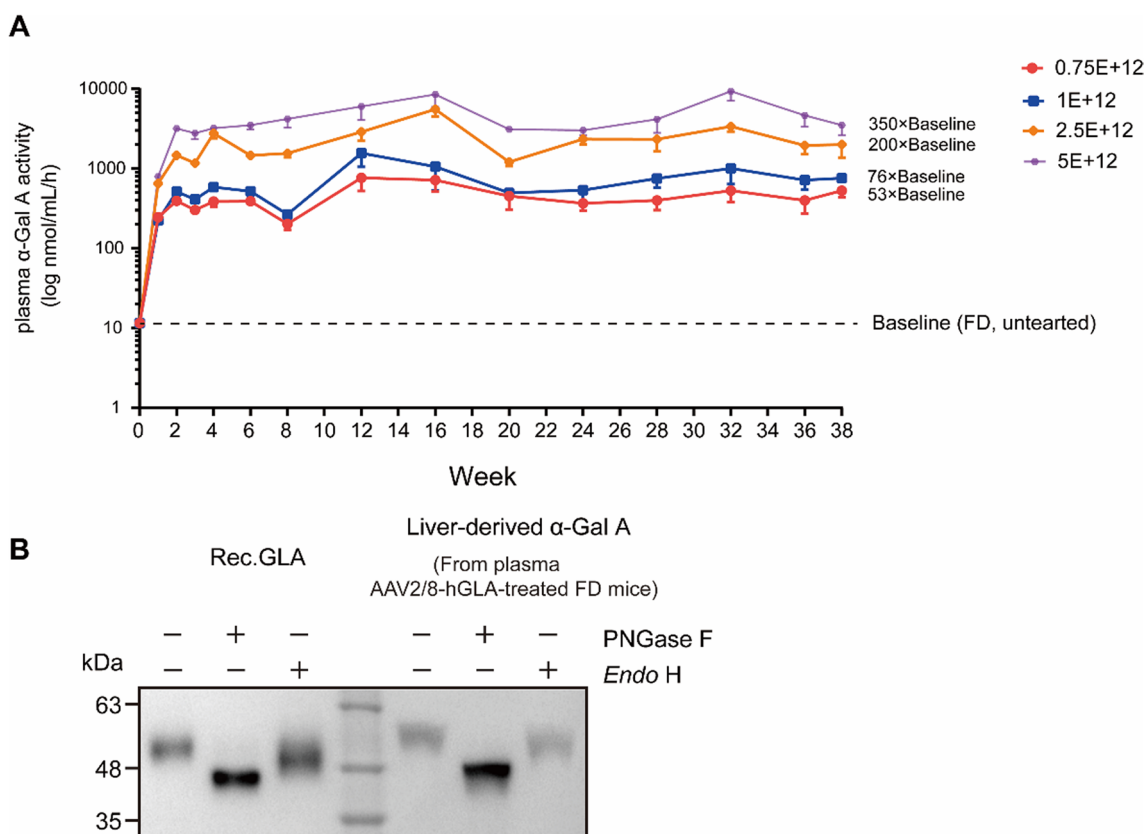 A
plasma α-Gal A activity
(log nmol/mL/h)
10000
1000
100
10
1
0 2 4 6 8 10 12 14 16 18 20 22 24 26 28 30 32 34 36 38
Week
0.75E+12
1E+12
2.5E+12
5E+12
350×Baseline
200×Baseline
76×Baseline
53×Baseline
Baseline (FD, untearted)
B
Rec.GLA
Liver-derived α-Gal A
(From plasma
AAV2/8-hGLA-treated FD mice)
− + − − + − PNGase F
kDa − − + − − + Endo H
63
48
35